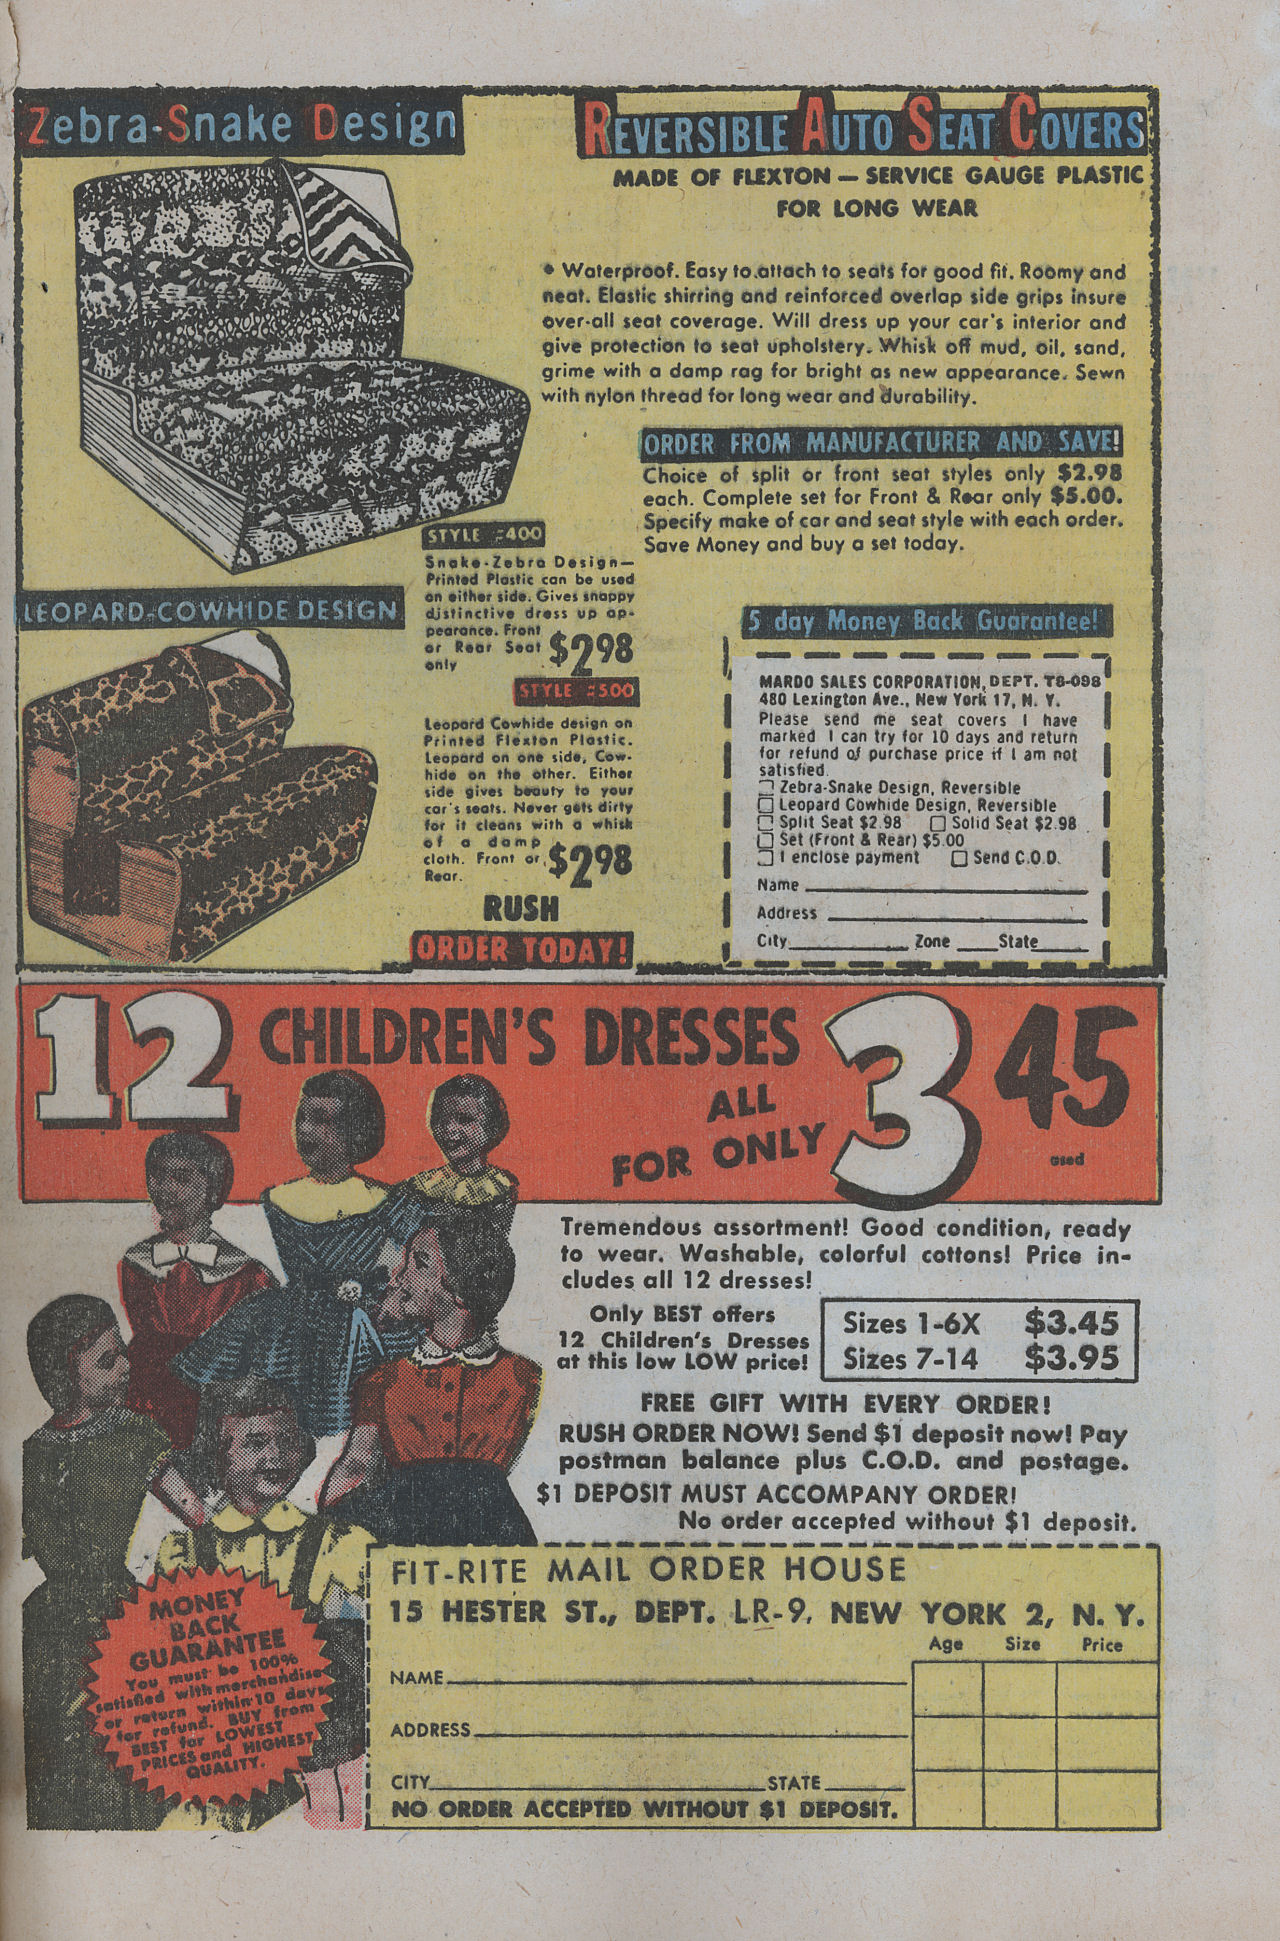 Zebra-Snake Design
REVERSIBLE AUTO SEAT COVERS
MADE OF FLEXTON — SERVICE GAUGE PLASTIC
FOR LONG WEAR
• Waterproof. Easy to attach to seats for good fit. Roomy and
neat. Elastic shirring and reinforced overlap side grips insure
over-all seat coverage. Will dress up your car's interior and
give protection to seat upholstery. Whisk off mud, oil, sand,
grime with a damp rag for bright as new appearance. Sewn
with nylon thread for long wear and durability.
ORDER FROM MANUFACTURER AND SAVE!
Choice of split or front seat styles only $2.98
each. Complete set for Front & Rear only $5.00.
Specify make of car and seat style with each order.
Save Money and buy a set today.
STYLE =400
Snake-Zebra Design—
Printed Plastic can be used
on either side. Gives snappy
distinctive dress up ap-
pearance. Front
or Rear Seat
only $298
LEOPARD-COWHIDE DESIGN
STYLE =500
Leopard Cowhide design on
Printed Flexton Plastic.
Leopard on one side, Cow-
hide on the other. Either
side gives beauty to your
car's seats. Never gets dirty
for it cleans with a whisk
of a damp
cloth. Front or
Rear. $298
RUSH
ORDER TODAY!
5 day Money Back Guarantee!
MARDO SALES CORPORATION, DEPT. T8-098
480 Lexington Ave., New York 17, N. Y.
Please send me seat covers I have
marked I can try for 10 days and return
for refund of purchase price if I am not
satisfied.
□ Zebra-Snake Design, Reversible
□ Leopard Cowhide Design, Reversible
□ Split Seat $2.98 □ Solid Seat $2.98
□ Set (Front & Rear) $5.00
□ I enclose payment □ Send C.O.D.
Name
Address
City Zone State
12 CHILDREN'S DRESSES
ALL
FOR ONLY
3 45
used
Tremendous assortment! Good condition, ready
to wear. Washable, colorful cottons! Price in-
cludes all 12 dresses!
Only BEST offers
12 Children's Dresses
at this low LOW price!
Sizes 1-6X $3.45
Sizes 7-14 $3.95
FREE GIFT WITH EVERY ORDER!
RUSH ORDER NOW! Send $1 deposit now! Pay
postman balance plus C.O.D. and postage.
$1 DEPOSIT MUST ACCOMPANY ORDER!
No order accepted without $1 deposit.
MONEY
BACK
GUARANTEE
You must be 100%
satisfied with merchandise
or return within 10 days
for refund. BUY from
BEST for LOWEST
PRICES and HIGHEST
QUALITY.
FIT-RITE MAIL ORDER HOUSE
15 HESTER ST., DEPT. LR-9, NEW YORK 2, N. Y.
Age Size Price
NAME
ADDRESS
CITY STATE
NO ORDER ACCEPTED WITHOUT $1 DEPOSIT.